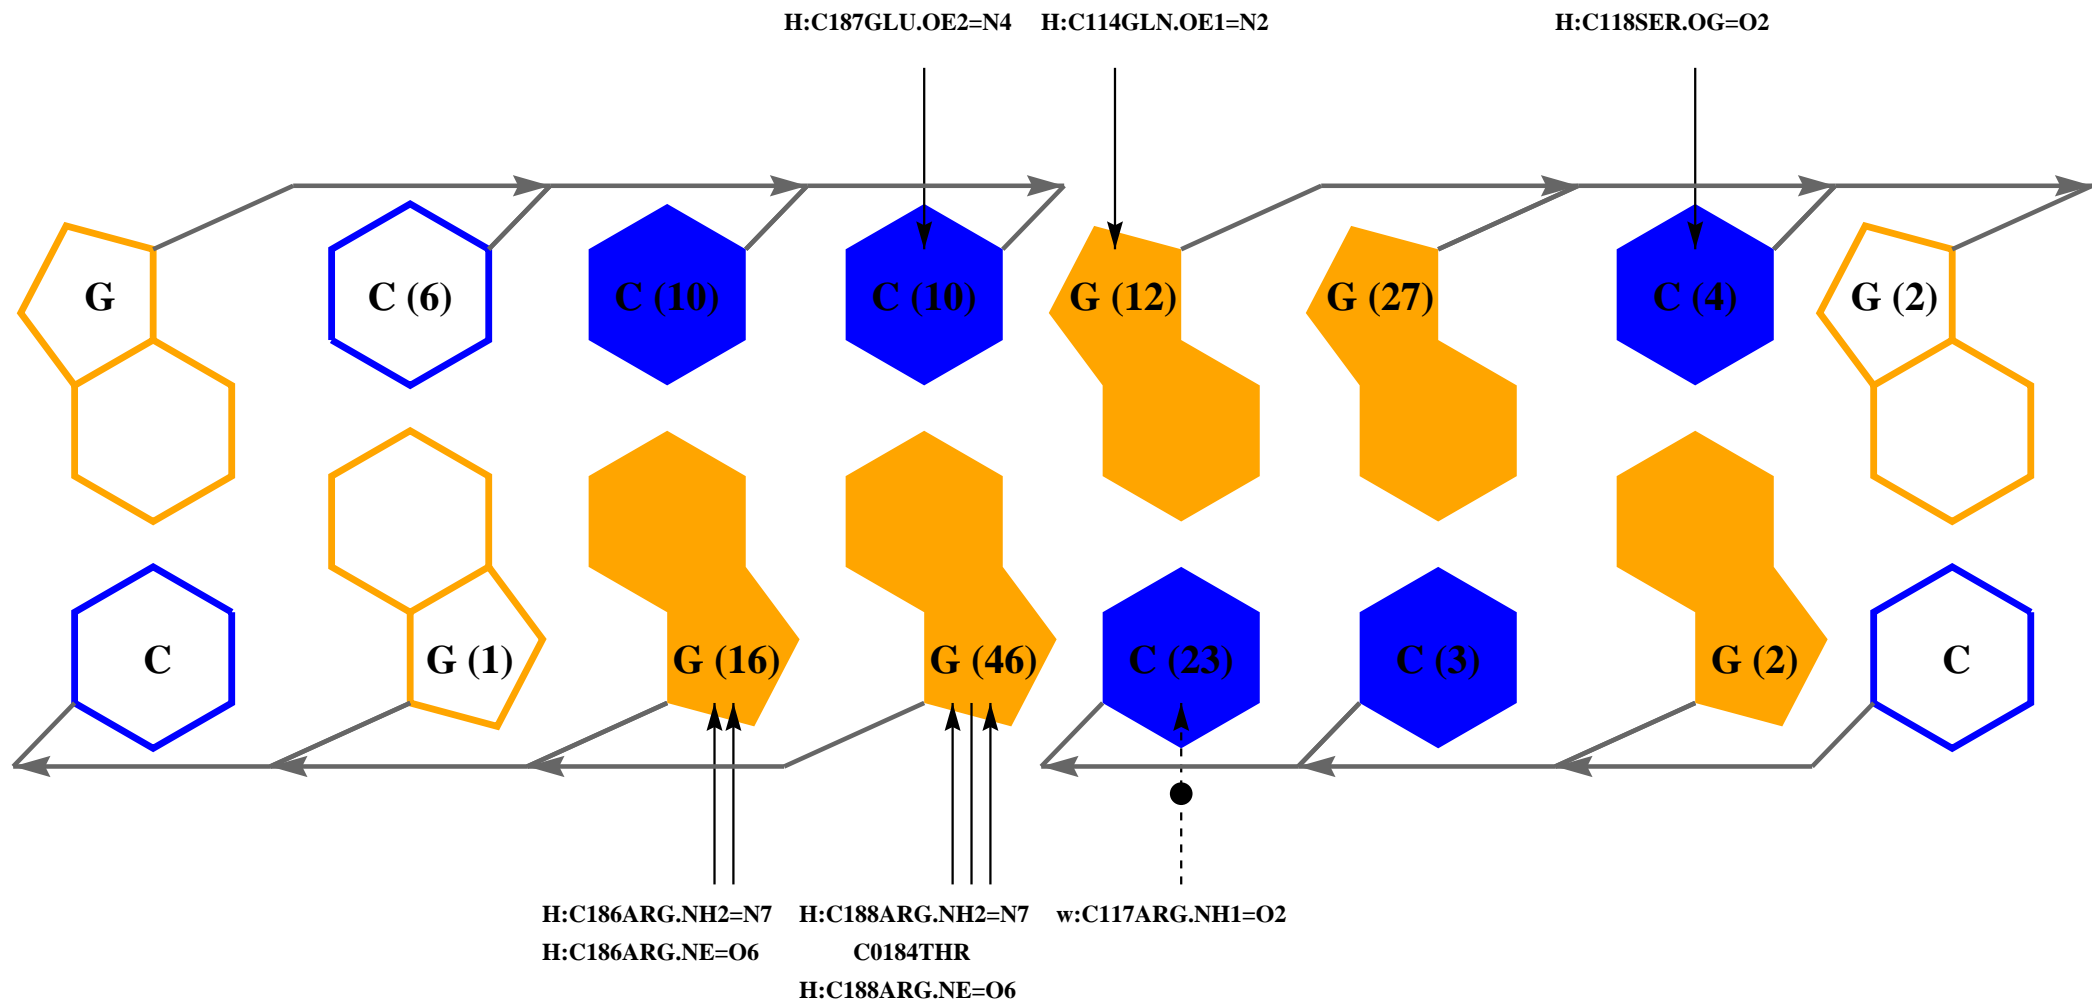 H:C187GLU.OE2=N4 H:C114GLN.OE1=N2 H:C118SER.OG=O2
G C (6) C (10) C (10) G (12) G (27) C (4) G (2)
C G (1) G (16) G (46) C (23) C (3) G (2) C
H:C186ARG.NH2=N7 H:C188ARG.NH2=N7 w:C117ARG.NH1=O2
H:C186ARG.NE=O6 C0184THR
H:C188ARG.NE=O6